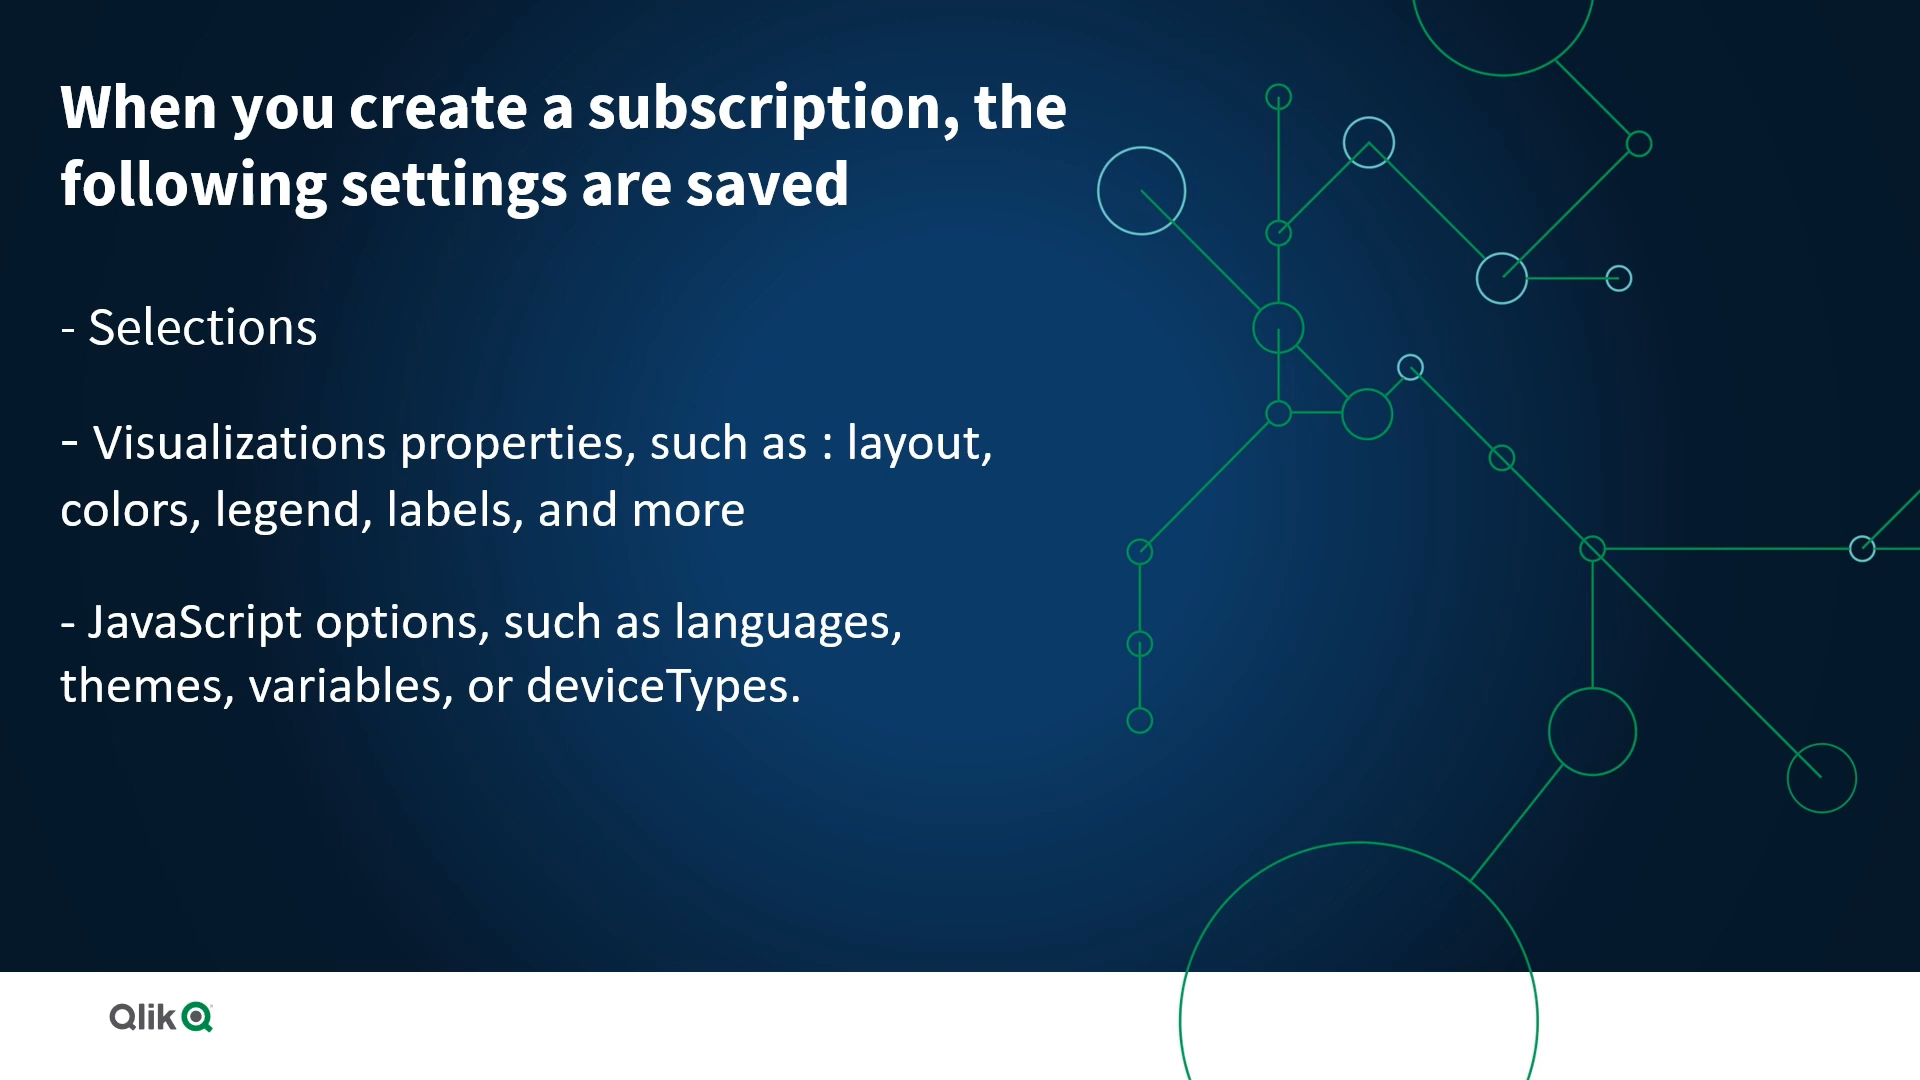 When you create a subscription, the
following settings are saved
- Selections
- Visualizations properties, such as : layout,
colors, legend, labels, and more
- JavaScript options, such as languages,
themes, variables, or deviceTypes.
Qlik